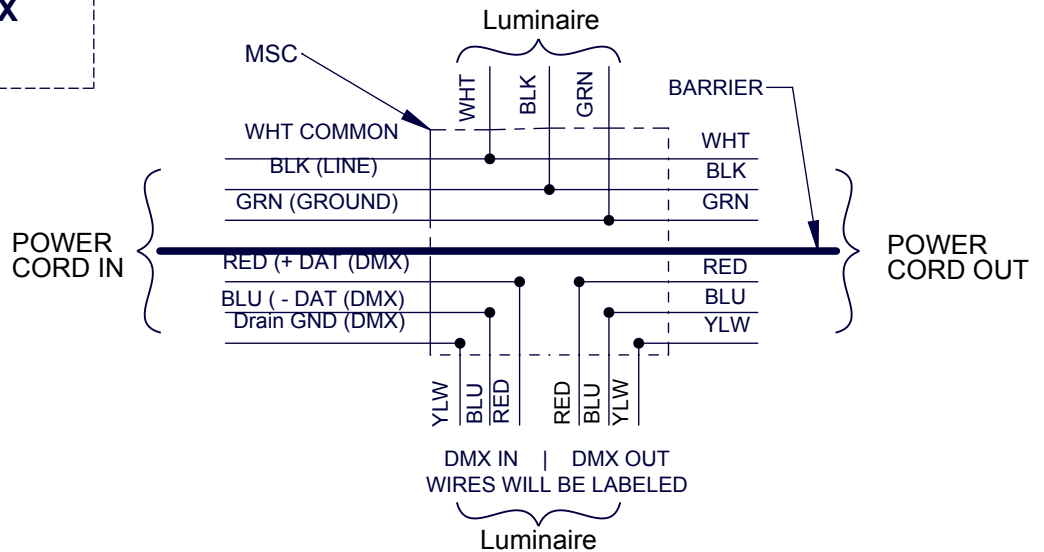 X
Luminaire
MSC
WHT
BLK
GRN
BARRIER
WHT COMMON
WHT
BLK (LINE)
BLK
GRN (GROUND)
GRN
POWER
CORD IN
POWER
CORD OUT
RED (+ DAT (DMX)
RED
BLU ( - DAT (DMX)
BLU
Drain GND (DMX)
YLW
YLW
BLU
RED
RED
BLU
YLW
DMX IN | DMX OUT
WIRES WILL BE LABELED
Luminaire